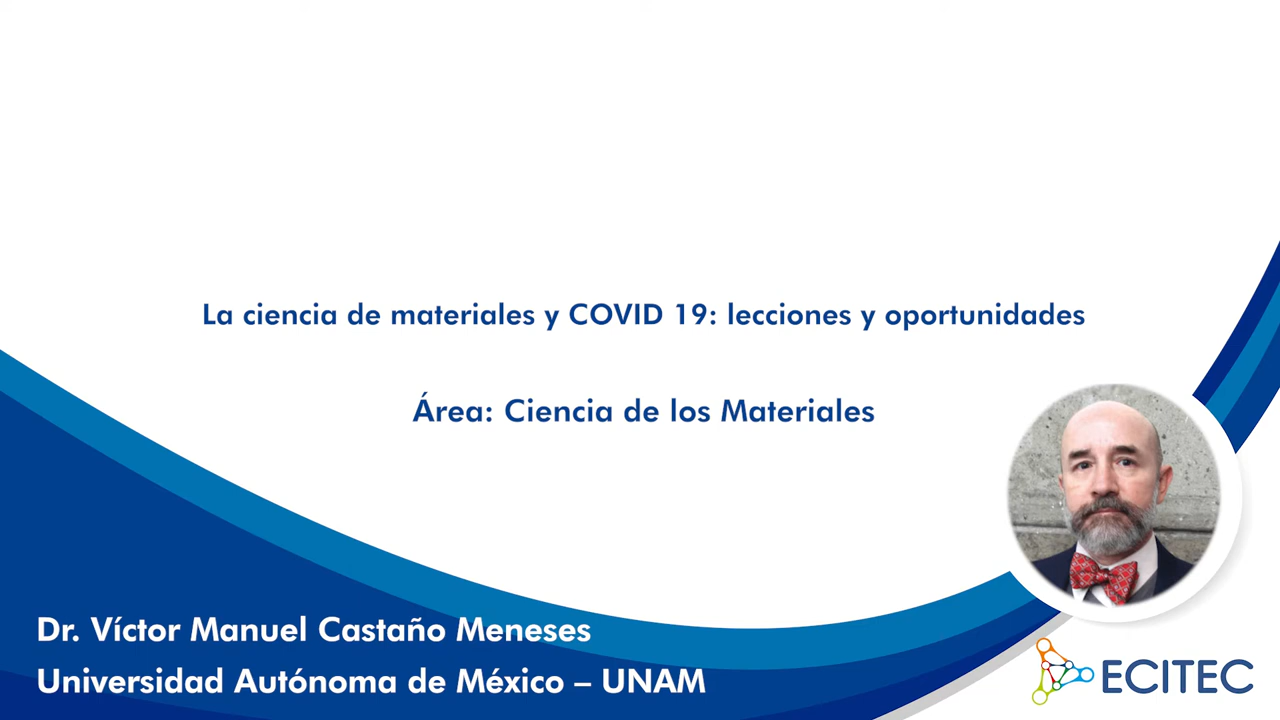 La ciencia de materiales y COVID 19: lecciones y oportunidades
Área: Ciencia de los Materiales
Dr. Víctor Manuel Castaño Meneses
Universidad Autónoma de México – UNAM
ECITEC